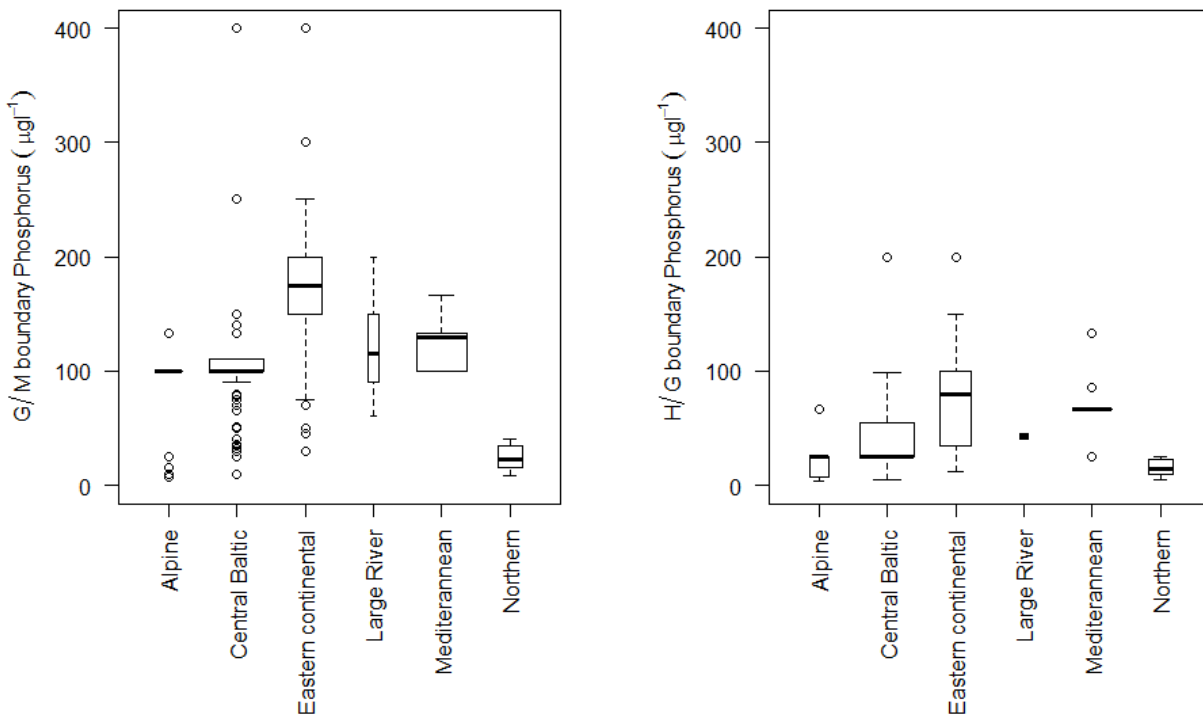 G/M boundary Phosphorus ( µgl⁻¹)
400
300
200
100
0
Alpine
Central Baltic
Eastern continental
Large River
Mediterannean
Northern
H/G boundary Phosphorus ( µgl⁻¹)
400
300
200
100
0
Alpine
Central Baltic
Eastern continental
Large River
Mediterannean
Northern